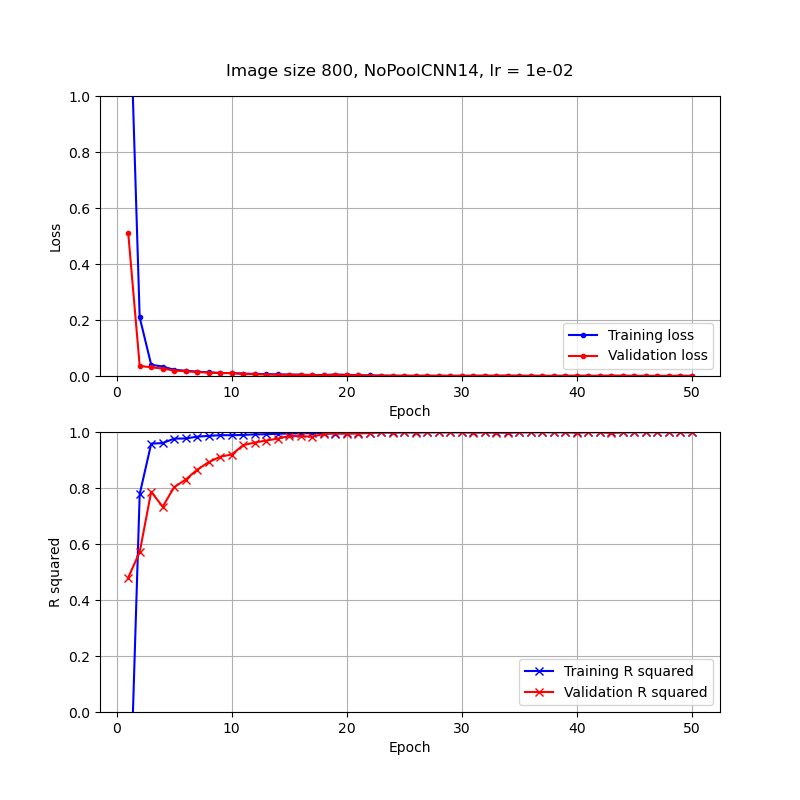 Image size 800, NoPoolCNN14, lr = 1e-02
1.0
0.8
0.6
0.4
0.2
0.0
Loss
Training loss
Validation loss
0 10 20 30 40 50
Epoch
1.0
0.8
0.6
0.4
0.2
0.0
R squared
Training R squared
Validation R squared
0 10 20 30 40 50
Epoch